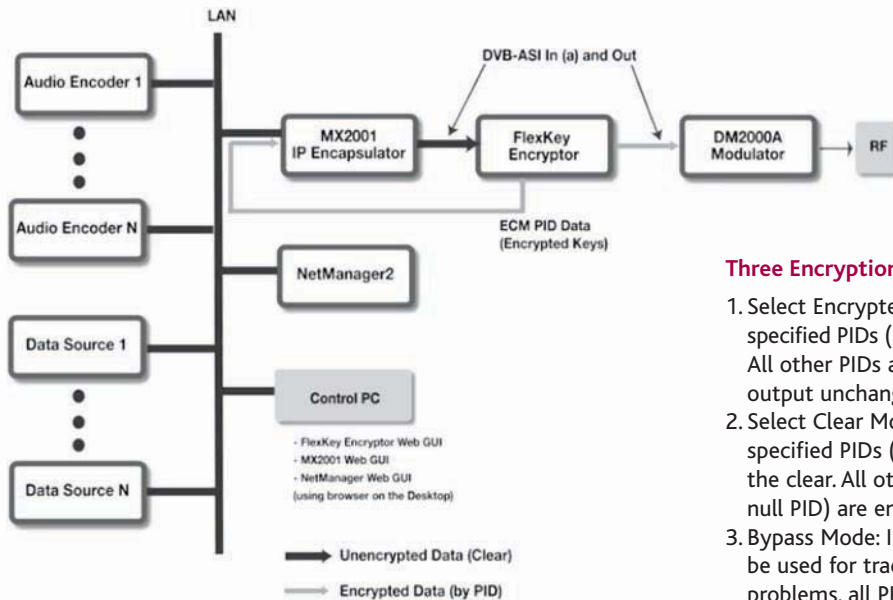 LAN
Audio Encoder 1
Audio Encoder N
Data Source 1
Data Source N
MX2001
IP Encapsulator
DVB-ASI In (a) and Out
FlexKey
Encryptor
DM2000A
Modulator
RF
ECM PID Data
(Encrypted Keys)
NetManager2
Control PC
- FlexKey Encryptor Web GUI
- MX2001 Web GUI
- NetManager Web GUI
(using browser on the Desktop)
Unencrypted Data (Clear)
Encrypted Data (by PID)
Three Encryption
1. Select Encrypte
specified PIDs (
All other PIDs a
output unchang
2. Select Clear Mo
specified PIDs (
the clear. All ot
null PID) are en
3. Bypass Mode: I
be used for trac
problems, all PI